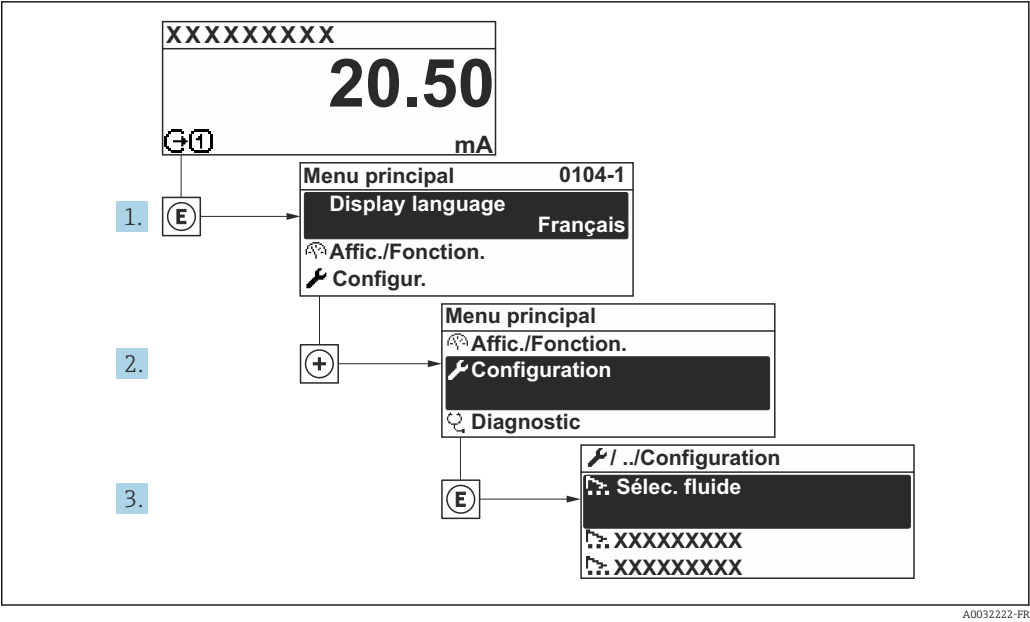 XXXXXXXXX
20.50
1
mA
Menu principal 0104-1
Display language
Français
1. E
Affic./Fonction.
Configur.
Menu principal
Affic./Fonction.
2. +
Configuration
Diagnostic
/ ../Configuration
Sélec. fluide
3. E
XXXXXXXXX
XXXXXXXXX
A0032222-FR